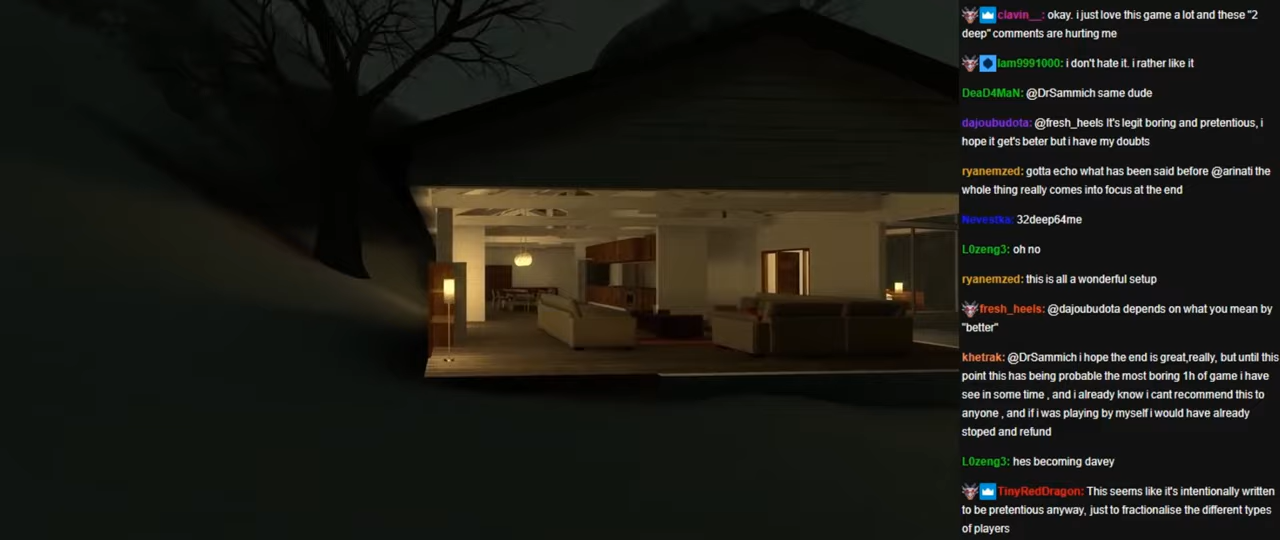 clavin__: okay. i just love this game a lot and these "2
deep" comments are hurting me
Iam9991000: i don't hate it. i rather like it
DeaD4MaN: @DrSammich same dude
dajoubudota: @fresh_heels It's legit boring and pretentious, i
hope it get's beter but i have my doubts
ryanemzed: gotta echo what has been said before @arinati the
whole thing really comes into focus at the end
Nevestka: 32deep64me
L0zeng3: oh no
ryanemzed: this is all a wonderful setup
fresh_heels: @dajoubudota depends on what you mean by
"better"
khetrak: @DrSammich i hope the end is great,really, but until this
point this has being probable the most boring 1h of game i have
see in some time , and i already know i cant recommend this to
anyone , and if i was playing by myself i would have already
stoped and refund
L0zeng3: hes becoming davey
TinyRedDragon: This seems like it's intentionally written
to be pretentious anyway, just to fractionalise the different types
of players